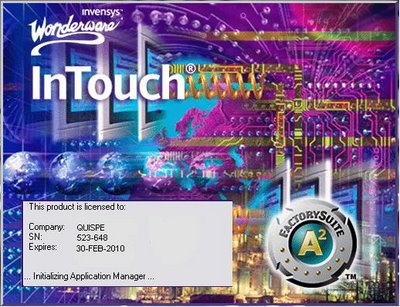 invensys™
Wonderware
InTouch®
This product is licensed to:
Company: QUISPE
SN: 523-648
Expires: 30-FEB-2010
... Initializing Application Manager ...
FACTORYSUITE
A²
™